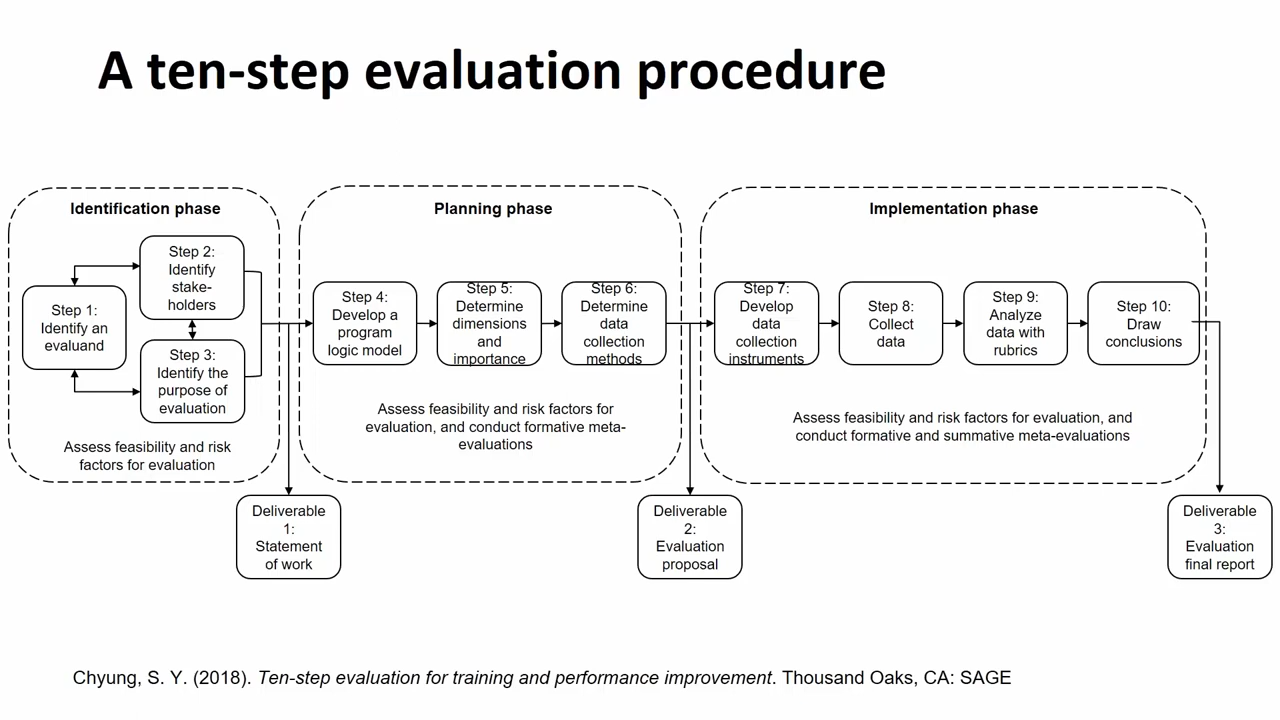 A ten-step evaluation procedure
Identification phase
Step 1:
Identify an
evaluand
Step 2:
Identify
stake-
holders
Step 3:
Identify the
purpose of
evaluation
Assess feasibility and risk
factors for evaluation
Planning phase
Step 4:
Develop a
program
logic model
Step 5:
Determine
dimensions
and
importance
Step 6:
Determine
data
collection
methods
Assess feasibility and risk factors for
evaluation, and conduct formative meta-
evaluations
Implementation phase
Step 7:
Develop
data
collection
instruments
Step 8:
Collect
data
Step 9:
Analyze
data with
rubrics
Step 10:
Draw
conclusions
Assess feasibility and risk factors for evaluation, and
conduct formative and summative meta-evaluations
Deliverable
1:
Statement
of work
Deliverable
2:
Evaluation
proposal
Deliverable
3:
Evaluation
final report
Chyung, S. Y. (2018). Ten-step evaluation for training and performance improvement. Thousand Oaks, CA: SAGE